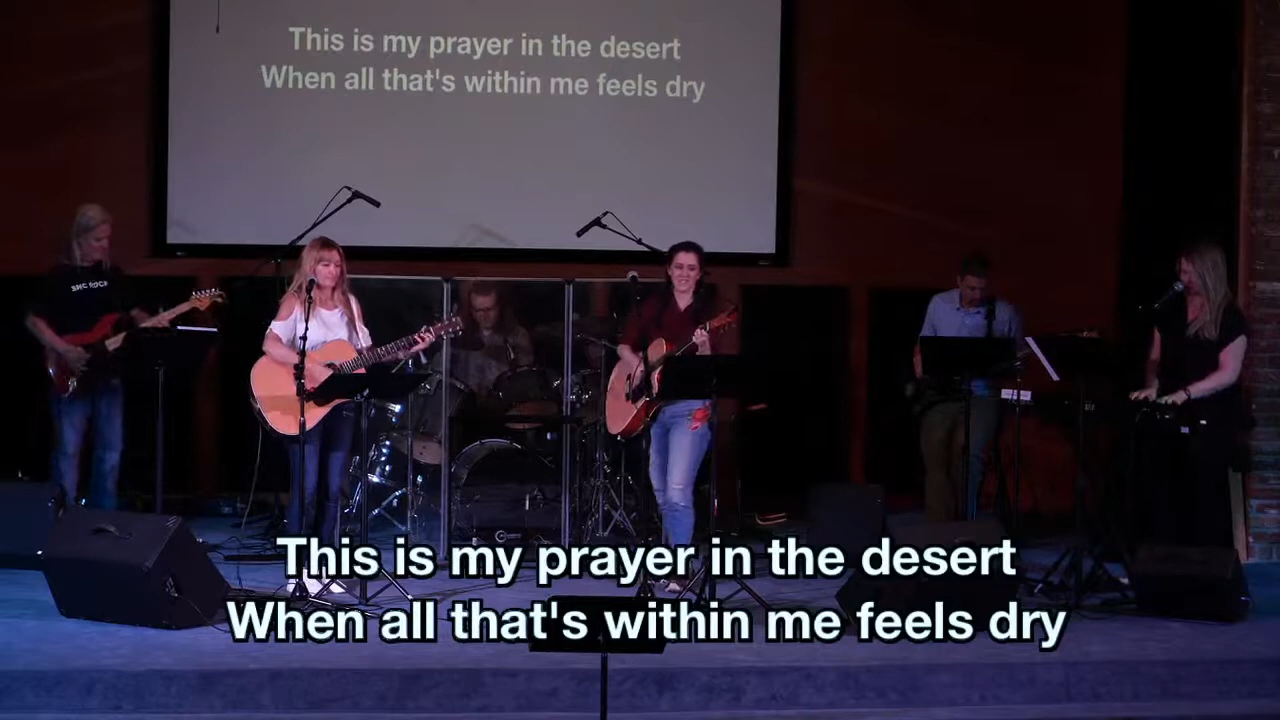 This is my prayer in the desert
When all that's within me feels dry
SHC ROCK
This is my prayer in the desert
When all that's within me feels dry